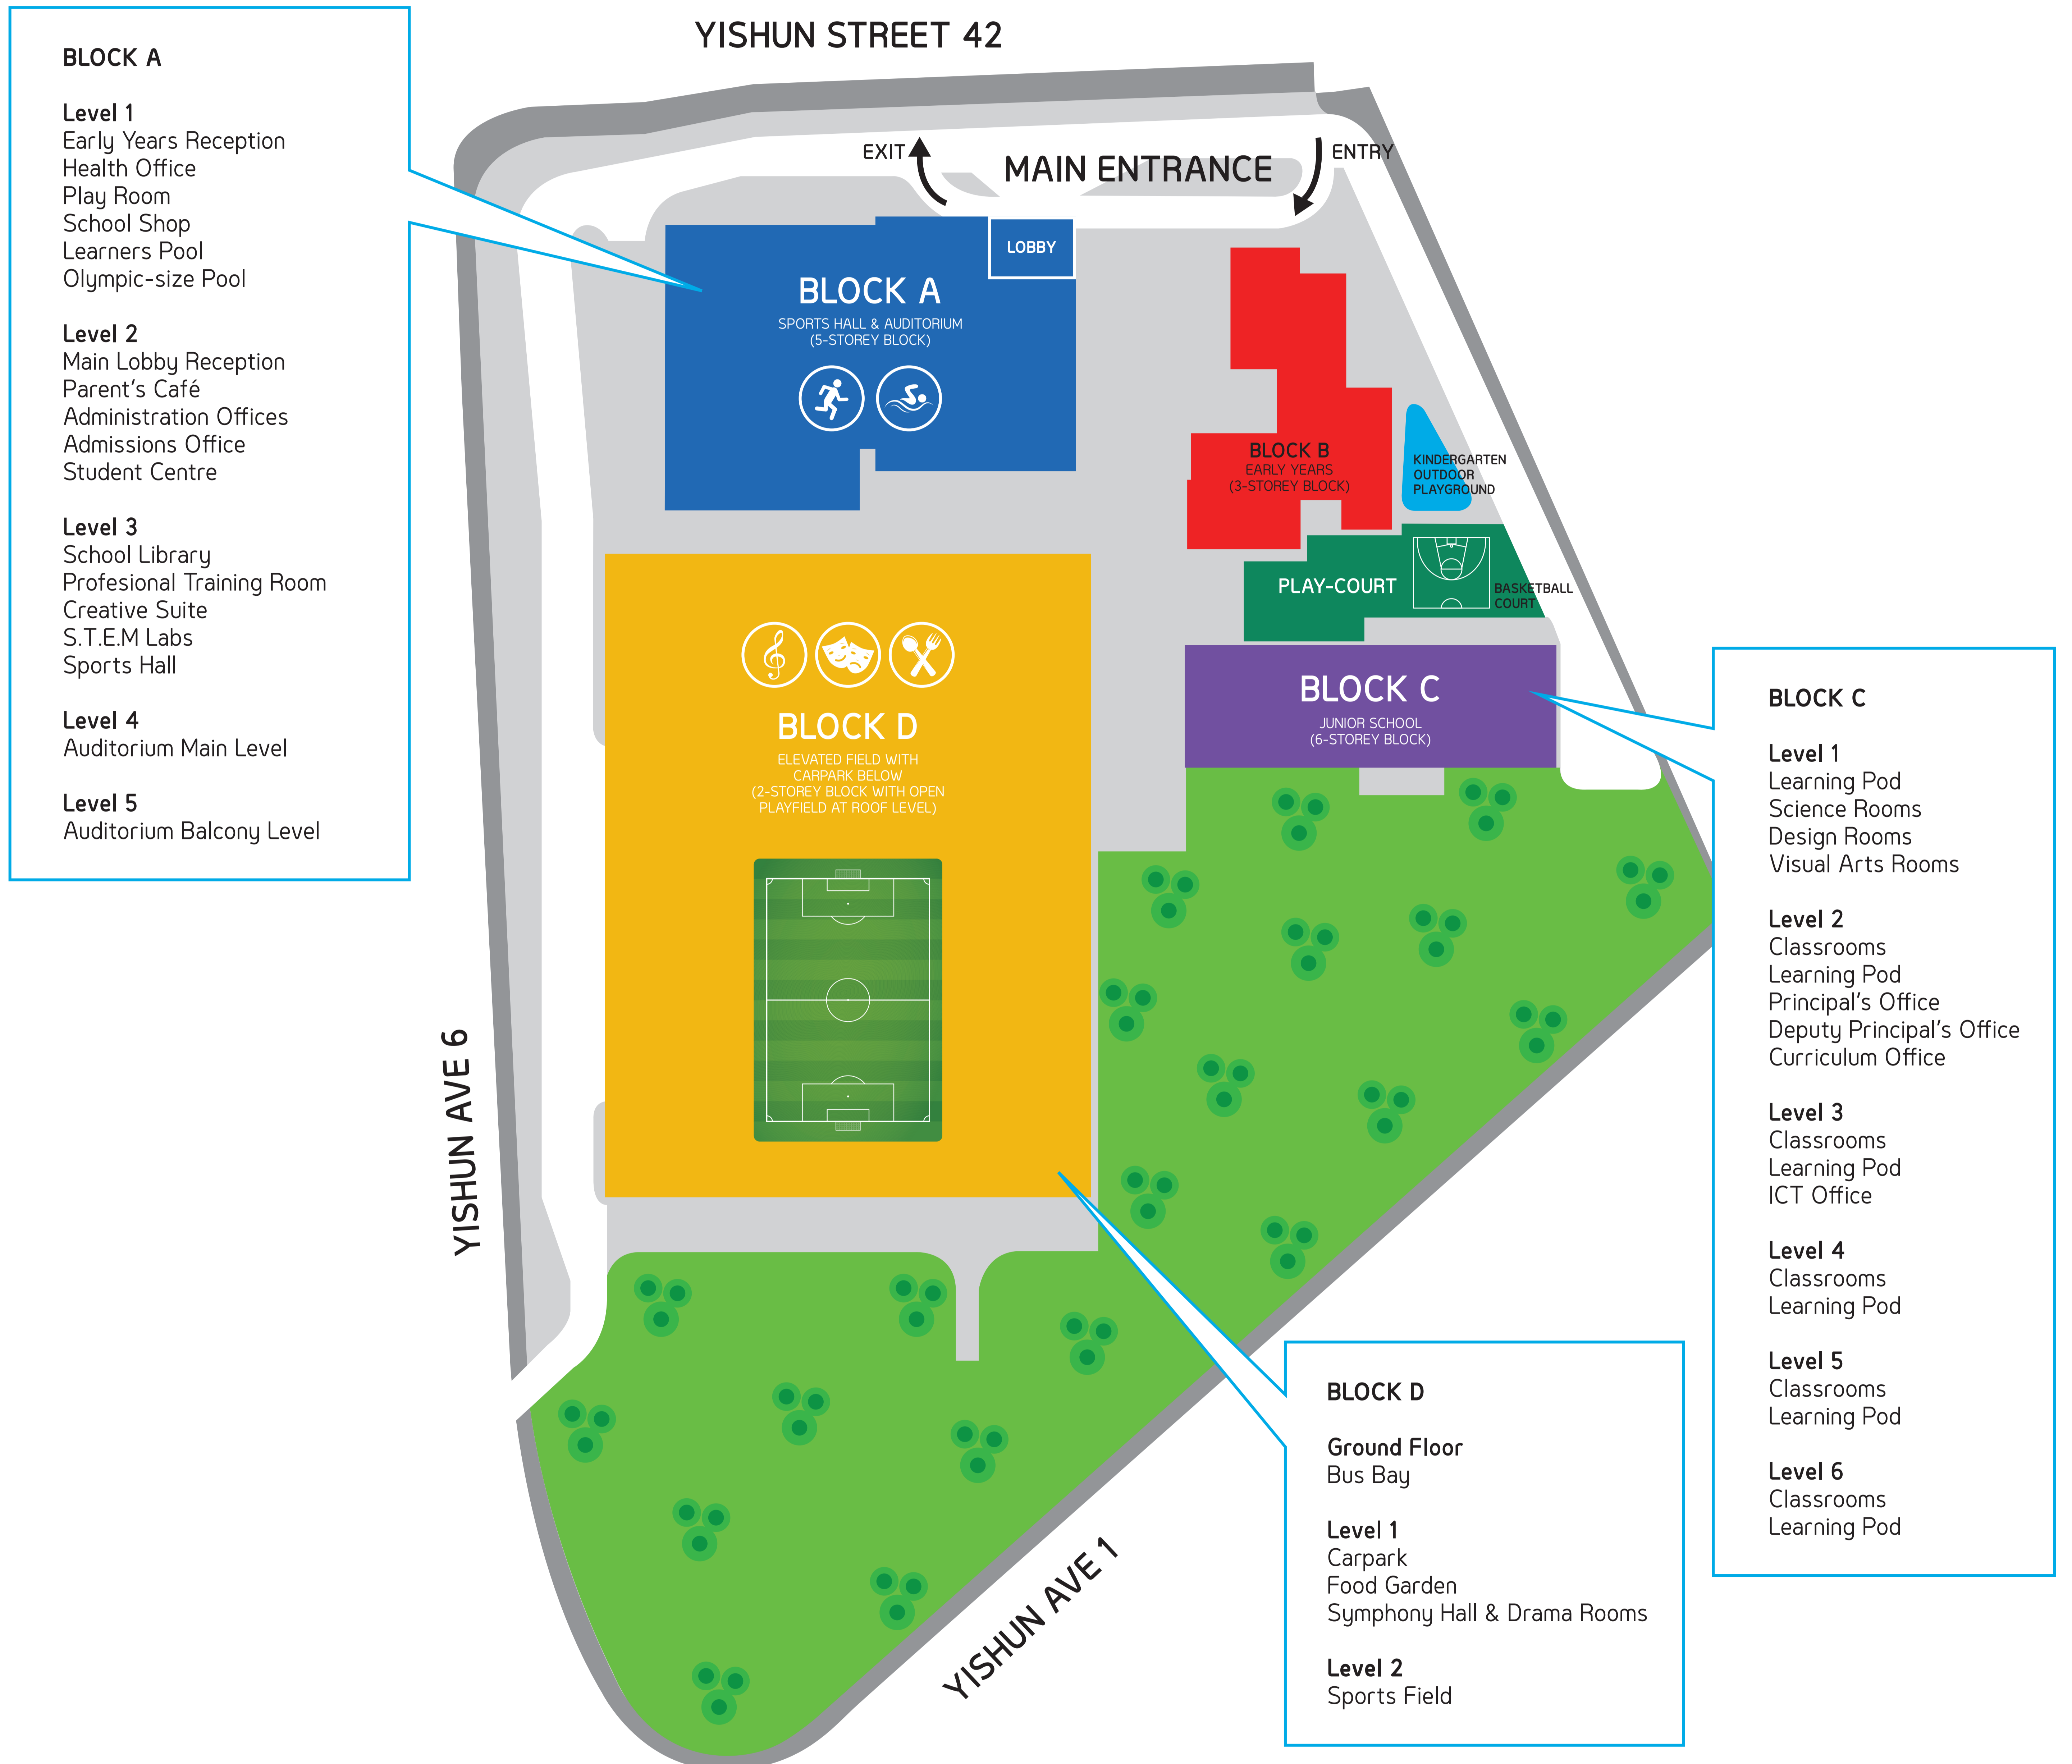 YISHUN STREET 42
BLOCK A
Level 1
Early Years Reception
Health Office
Play Room
School Shop
Learners Pool
Olympic-size Pool
Level 2
Main Lobby Reception
Parent's Café
Administration Offices
Admissions Office
Student Centre
Level 3
School Library
Profesional Training Room
Creative Suite
S.T.E.M Labs
Sports Hall
Level 4
Auditorium Main Level
Level 5
Auditorium Balcony Level
EXIT
MAIN ENTRANCE
ENTRY
LOBBY
BLOCK A
SPORTS HALL & AUDITORIUM
(5-STOREY BLOCK)
BLOCK B
EARLY YEARS
(3-STOREY BLOCK)
KINDERGARTEN
OUTDOOR
PLAYGROUND
PLAY-COURT
BASKETBALL
COURT
BLOCK C
JUNIOR SCHOOL
(6-STOREY BLOCK)
BLOCK D
ELEVATED FIELD WITH
CARPARK BELOW
(2-STOREY BLOCK WITH OPEN
PLAYFIELD AT ROOF LEVEL)
BLOCK C
Level 1
Learning Pod
Science Rooms
Design Rooms
Visual Arts Rooms
Level 2
Classrooms
Learning Pod
Principal's Office
Deputy Principal's Office
Curriculum Office
Level 3
Classrooms
Learning Pod
ICT Office
Level 4
Classrooms
Learning Pod
Level 5
Classrooms
Learning Pod
Level 6
Classrooms
Learning Pod
YISHUN AVE 6
BLOCK D
Ground Floor
Bus Bay
Level 1
Carpark
Food Garden
Symphony Hall & Drama Rooms
Level 2
Sports Field
YISHUN AVE 1